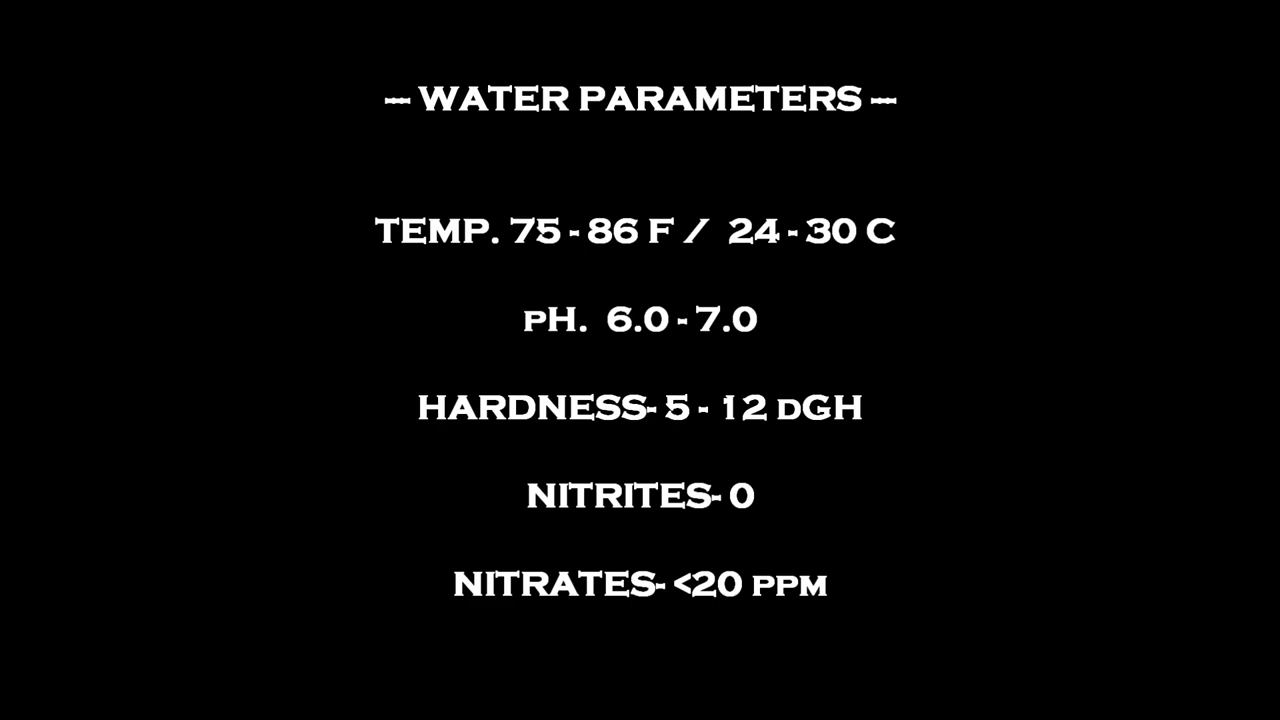 --- WATER PARAMETERS ---
TEMP. 75 - 86 F / 24 - 30 C
pH. 6.0 - 7.0
HARDNESS- 5 - 12 dGH
NITRITES- 0
NITRATES- <20 ppm